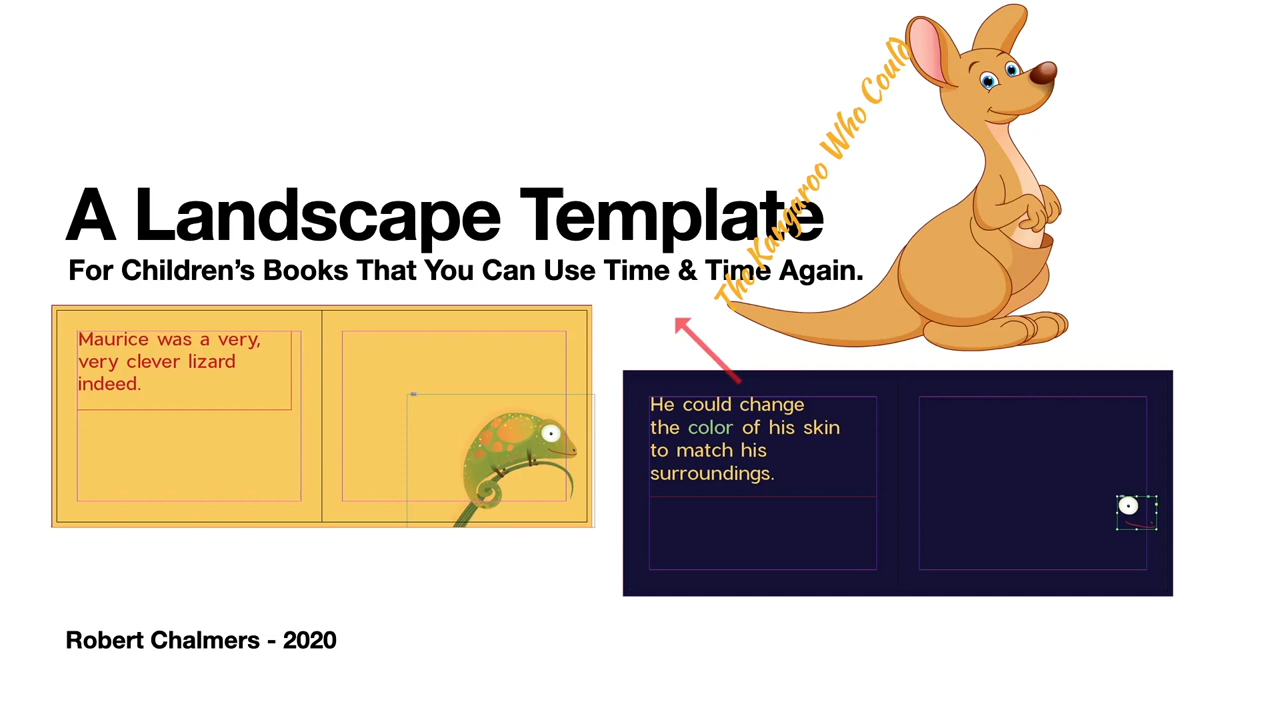 The Kangaroo Who Could
A Landscape Template
For Children’s Books That You Can Use Time & Time Again.
Maurice was a very,
very clever lizard
indeed.
He could change
the color of his skin
to match his
surroundings.
Robert Chalmers - 2020